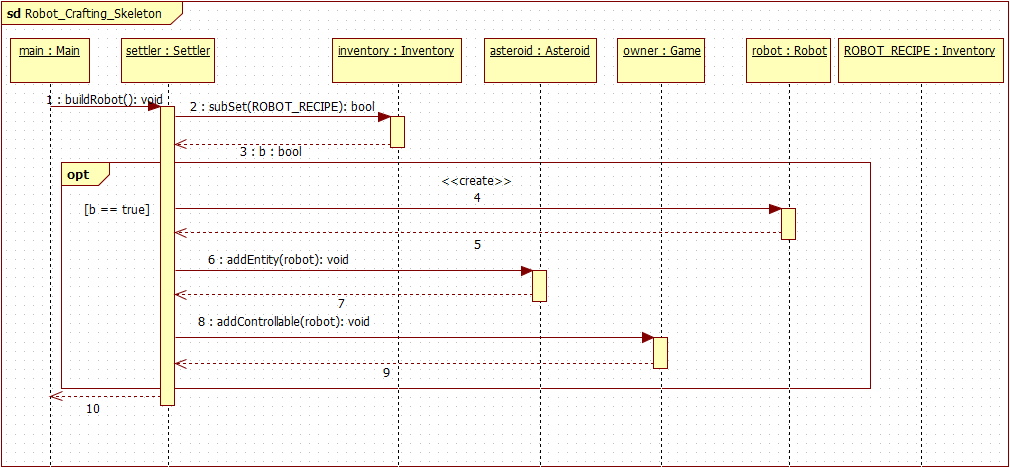 sd Robot_Crafting_Skeleton
main : Main
settler : Settler
inventory : Inventory
asteroid : Asteroid
owner : Game
robot : Robot
ROBOT_RECIPE : Inventory
1 : buildRobot(): void
2 : subSet(ROBOT_RECIPE): bool
3 : b : bool
opt
<<create>>
4
[b == true]
5
6 : addEntity(robot): void
7
8 : addControllable(robot): void
9
10